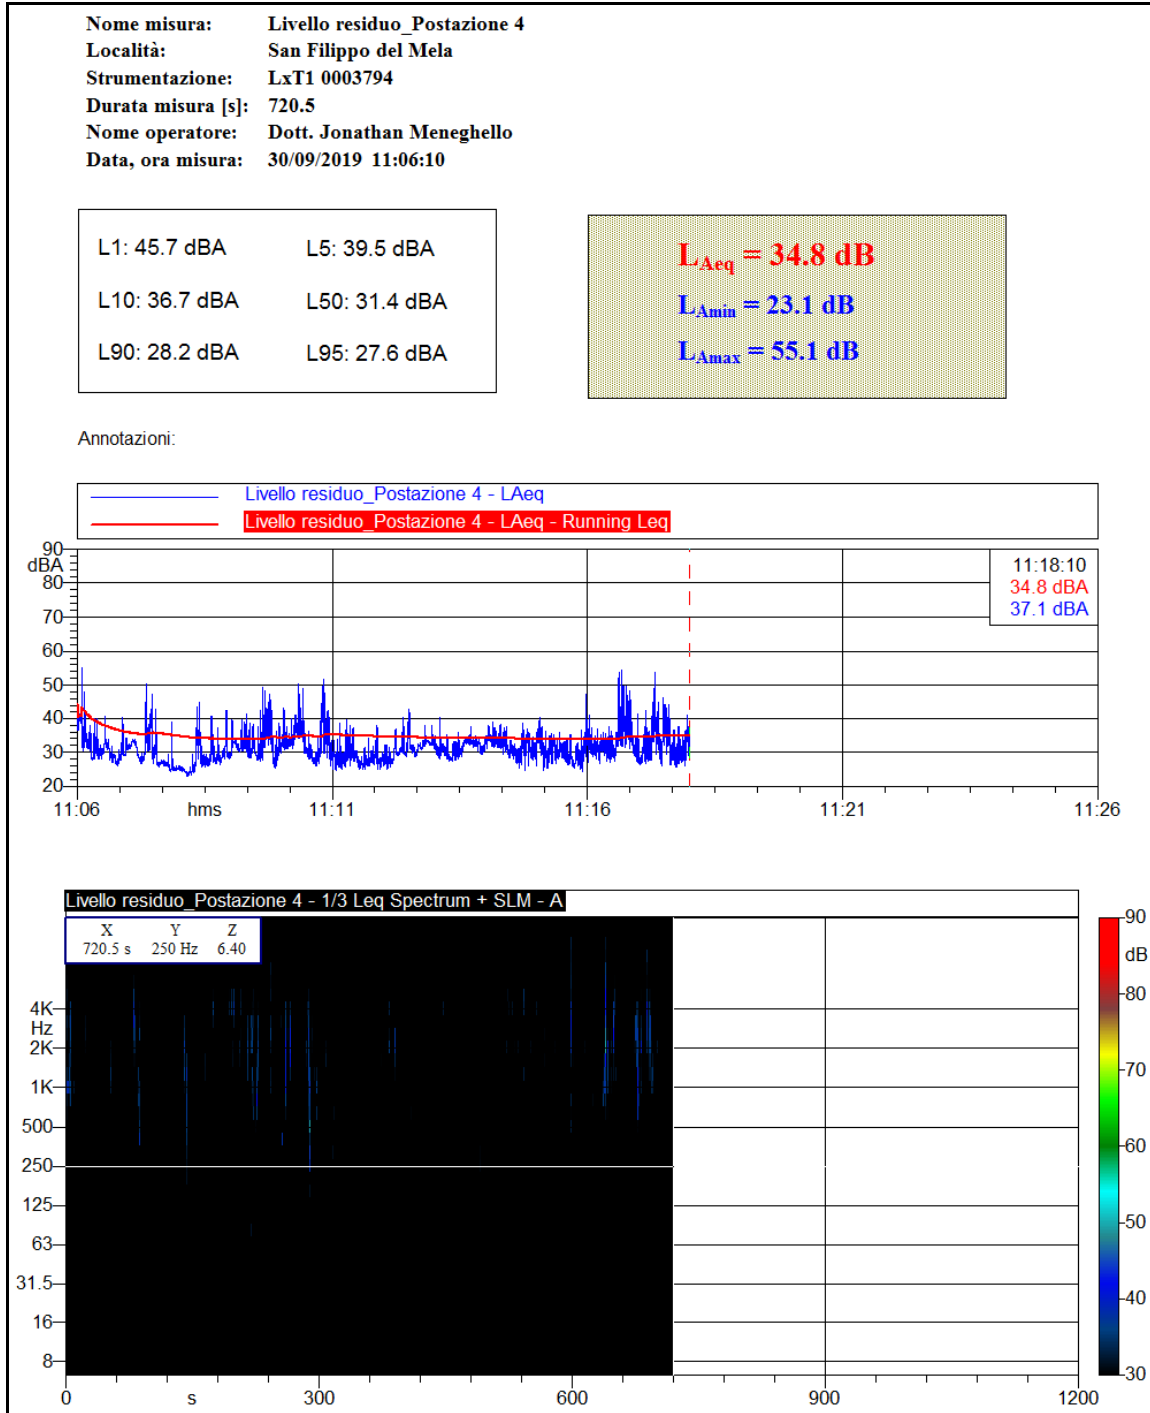 Nome misura: Livello residuo_Postazione 4
Località: San Filippo del Mela
Strumentazione: LxT1 0003794
Durata misura [s]: 720.5
Nome operatore: Dott. Jonathan Meneghello
Data, ora misura: 30/09/2019 11:06:10
L1: 45.7 dBA L5: 39.5 dBA
L10: 36.7 dBA L50: 31.4 dBA
L90: 28.2 dBA L95: 27.6 dBA
LAeq = 34.8 dB
LAmin = 23.1 dB
LAmax = 55.1 dB
Annotazioni:
Livello residuo_Postazione 4 - LAeq
Livello residuo_Postazione 4 - LAeq - Running Leq
90
dBA
80
70
60
50
40
30
20
11:18:10
34.8 dBA
37.1 dBA
11:06 hms 11:11 11:16 11:21 11:26
Livello residuo_Postazione 4 - 1/3 Leq Spectrum + SLM - A
X Y Z
720.5 s 250 Hz 6.40
4K
Hz
2K
1K
500
250
125
63
31.5
16
8
0 s 300 600 900 1200
90
dB
80
70
60
50
40
30